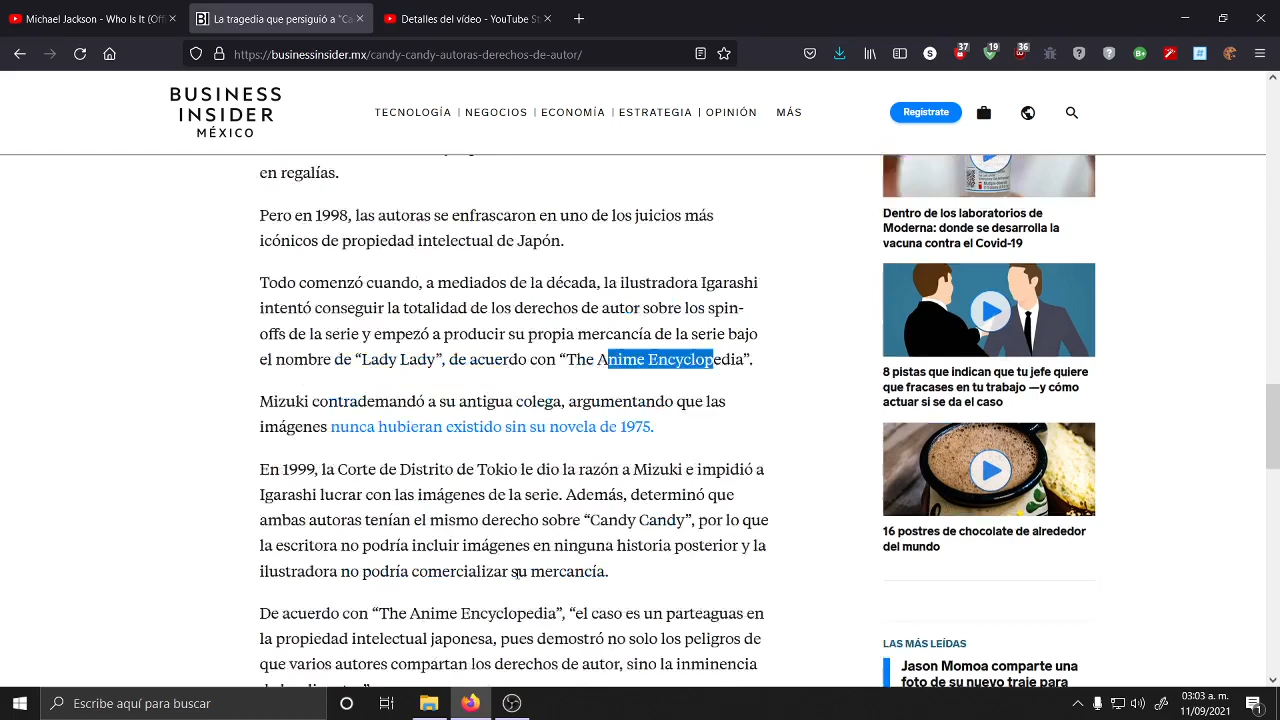 Michael Jackson - Who Is It (Offi
La tragedia que persiguió a "Ca
Detalles del vídeo - YouTube St
https://businessinsider.mx/candy-candy-autoras-derechos-de-autor/
37
19
36
BUSINESS
INSIDER
MÉXICO
TECNOLOGÍA | NEGOCIOS | ECONOMÍA | ESTRATEGIA | OPINIÓN MÁS
Regístrate
en regalías.
Pero en 1998, las autoras se enfrascaron en uno de los juicios más
icónicos de propiedad intelectual de Japón.
Todo comenzó cuando, a mediados de la década, la ilustradora Igarashi
intentó conseguir la totalidad de los derechos de autor sobre los spin-
offs de la serie y empezó a producir su propia mercancía de la serie bajo
el nombre de “Lady Lady”, de acuerdo con “The Anime Encyclopedia”.
Mizuki contrademandó a su antigua colega, argumentando que las
imágenes nunca hubieran existido sin su novela de 1975.
En 1999, la Corte de Distrito de Tokio le dio la razón a Mizuki e impidió a
Igarashi lucrar con las imágenes de la serie. Además, determinó que
ambas autoras tenían el mismo derecho sobre “Candy Candy”, por lo que
la escritora no podría incluir imágenes en ninguna historia posterior y la
ilustradora no podría comercializar su mercancía.
De acuerdo con “The Anime Encyclopedia”, “el caso es un parteaguas en
la propiedad intelectual japonesa, pues demostró no solo los peligros de
que varios autores compartan los derechos de autor, sino la inminencia
Dentro de los laboratorios de
Moderna: donde se desarrolla la
vacuna contra el Covid-19
8 pistas que indican que tu jefe quiere
que fracases en tu trabajo —y cómo
actuar si se da el caso
16 postres de chocolate de alrededor
del mundo
LAS MÁS LEÍDAS
Jason Momoa comparte una
foto de su nuevo traje para
Escribe aquí para buscar
03:03 a. m.
11/09/2021